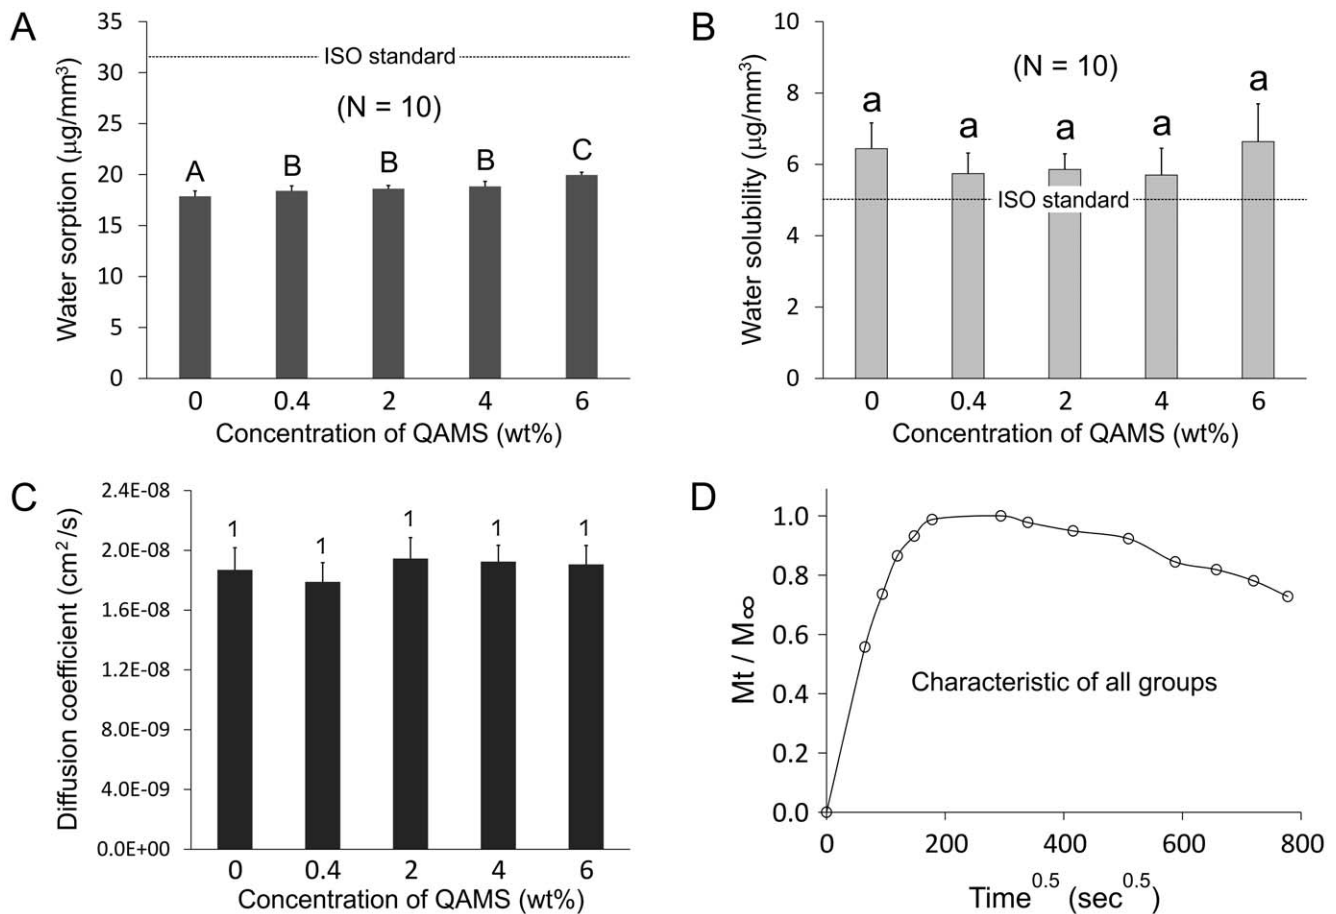 A
Water sorption (µg/mm³)
35
30
25
20
15
10
5
0
ISO standard
(N = 10)
A B B B C
0 0.4 2 4 6
Concentration of QAMS (wt%)
B
Water solubility (µg/mm³)
10
8
6
4
2
0
(N = 10)
a a a a a
ISO standard
0 0.4 2 4 6
Concentration of QAMS (wt%)
C
Diffusion coefficient (cm²/s)
2.4E-08
2.0E-08
1.6E-08
1.2E-08
8.0E-09
4.0E-09
0.0E+00
1 1 1 1 1
0 0.4 2 4 6
Concentration of QAMS (wt%)
D
Mt / M∞
1.0
0.8
0.6
0.4
0.2
0.0
Characteristic of all groups
0 200 400 600 800
Time^0.5 (sec^0.5)